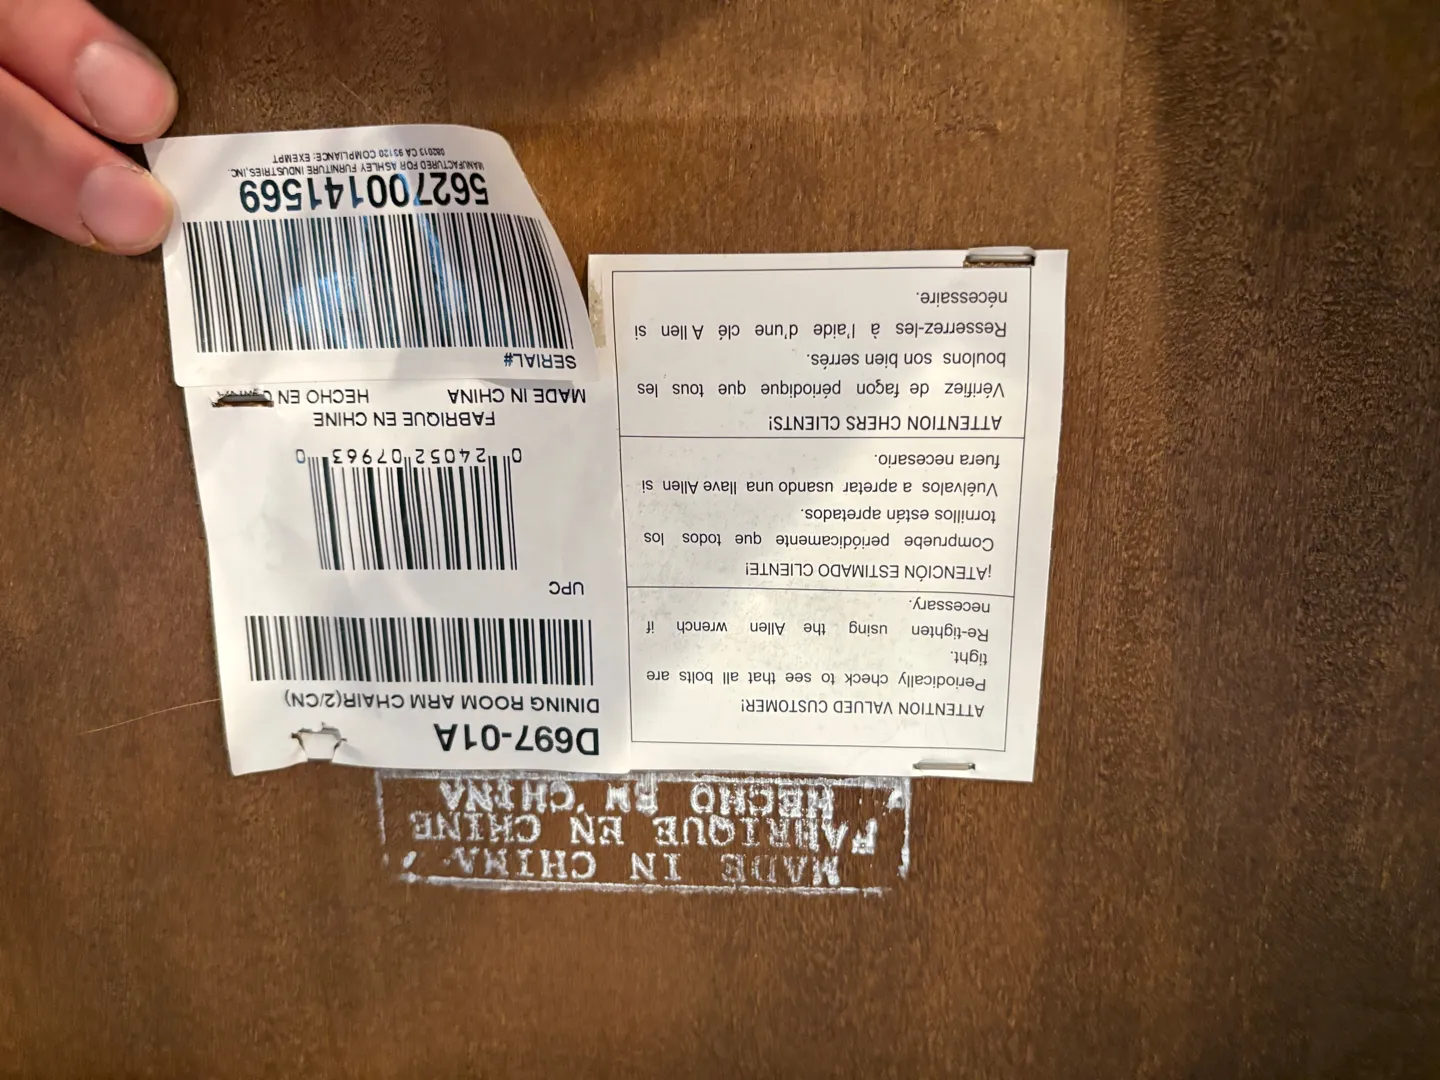 D697-01A
DINING ROOM ARM CHAIR(2/CN)
UPC
0 24052 07963 0
FABRIQUE EN CHINE
MADE IN CHINA HECHO EN
SERIAL#
562700141569
MANUFACTURED FOR ASHLEY FURNITURE INDUSTRIES,INC.
082013 CA 93120 COMPLIANCE: EXEMPT
ATTENTION VALUED CUSTOMER!
Periodically check to see that all bolts are
tight.
Re-tighten using the Allen wrench if
necessary.
¡ATENCIÓN ESTIMADO CLIENTE!
Compruebe periódicamente que todos los
tornillos están apretados.
Vuélvalos a apretar usando una llave Allen si
fuera necesario.
ATTENTION CHERS CLIENTS!
Vérifiez de façon périodique que tous les
boulons son bien serrés.
Resserrez-les à l'aide d'une clé Allen si
nécessaire.
MADE IN CHINA
FABRIQUE EN CHINE
HECHO EN CHINA